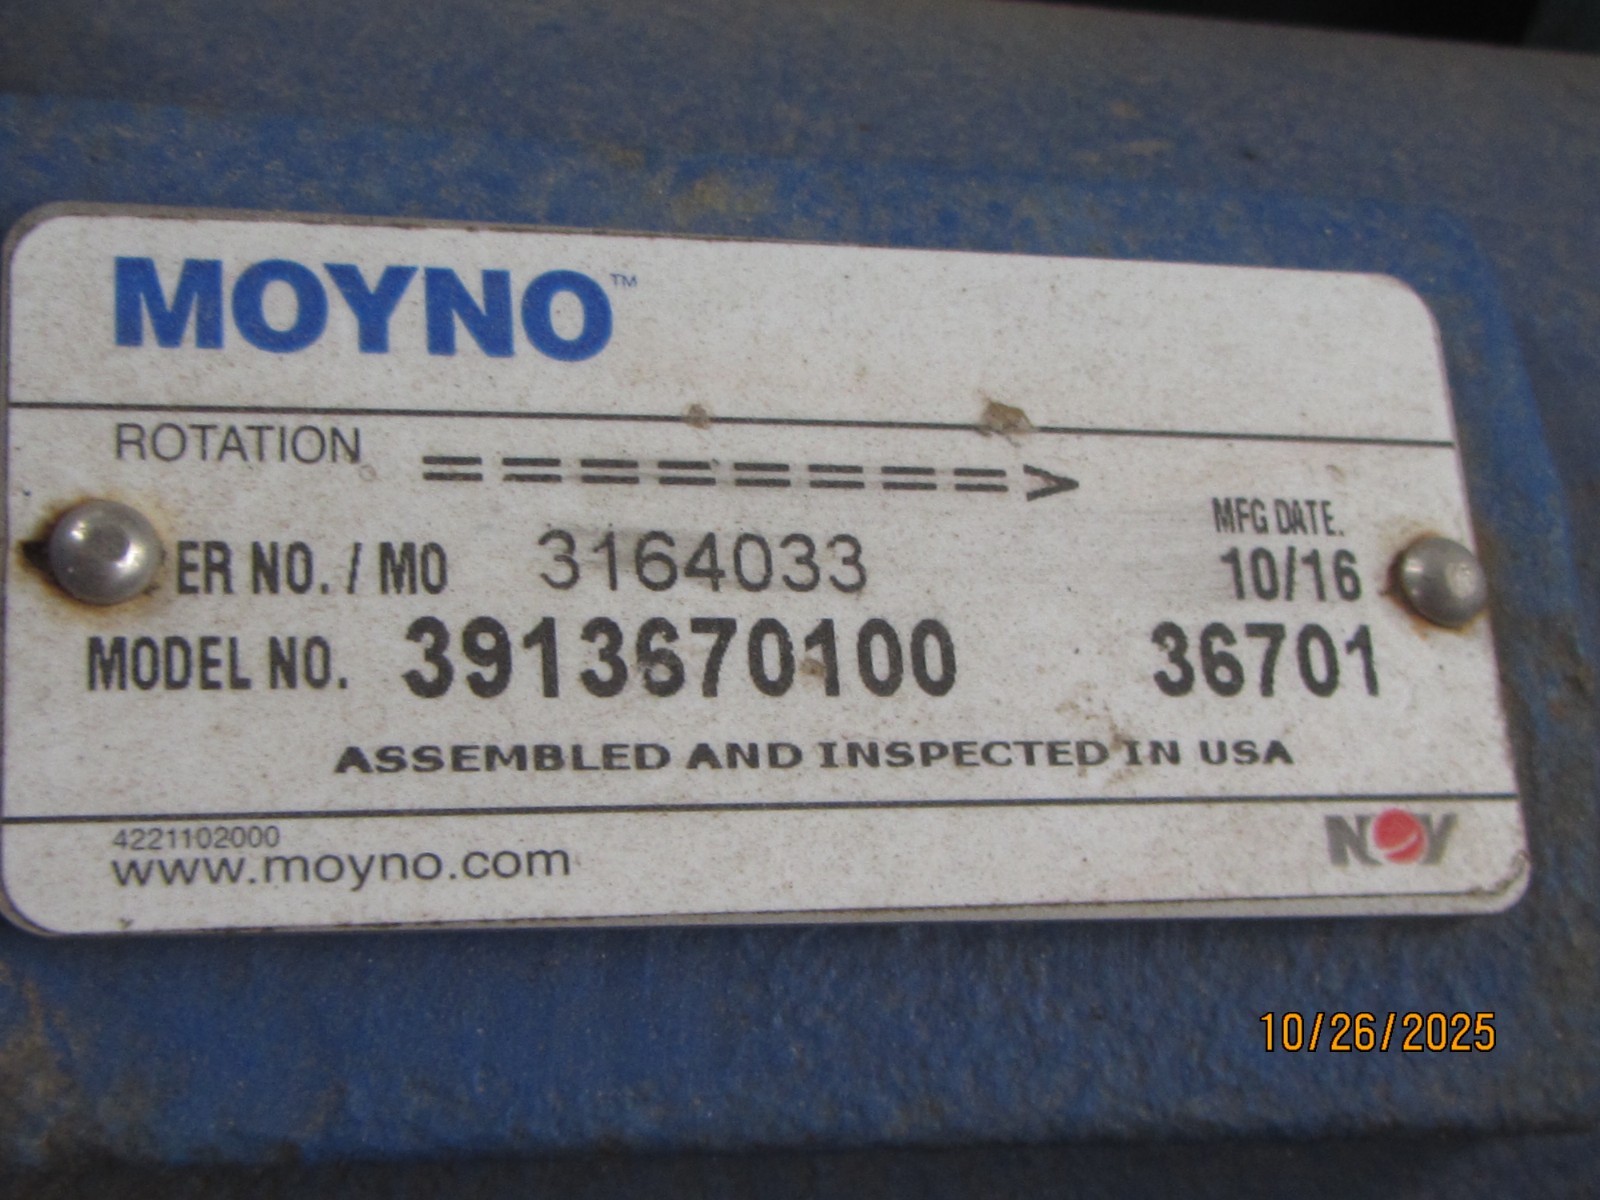 MOYNO™
ROTATION = = = = = = = =>
ER NO. / MO 3164033
MFG DATE.
10/16
MODEL NO. 3913670100 36701
ASSEMBLED AND INSPECTED IN USA
4221102000
www.moyno.com
NOV
10/26/2025